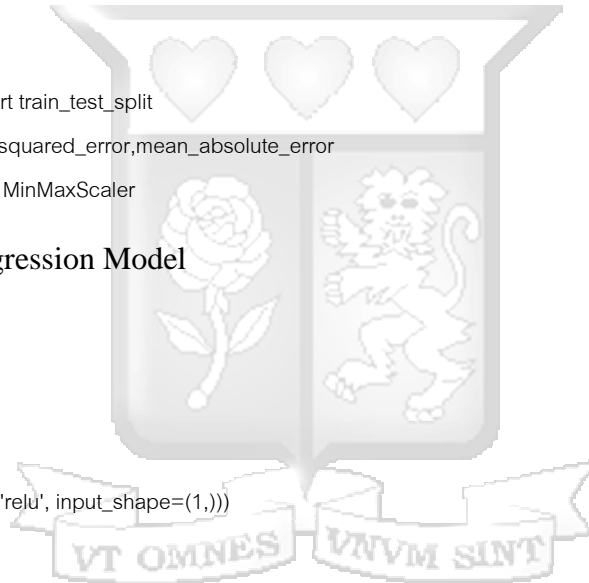 rt train_test_split
squared_error,mean_absolute_error
MinMaxScaler
gression Model
'relu', input_shape=(1,)))
VT OMNES VNVM SINT